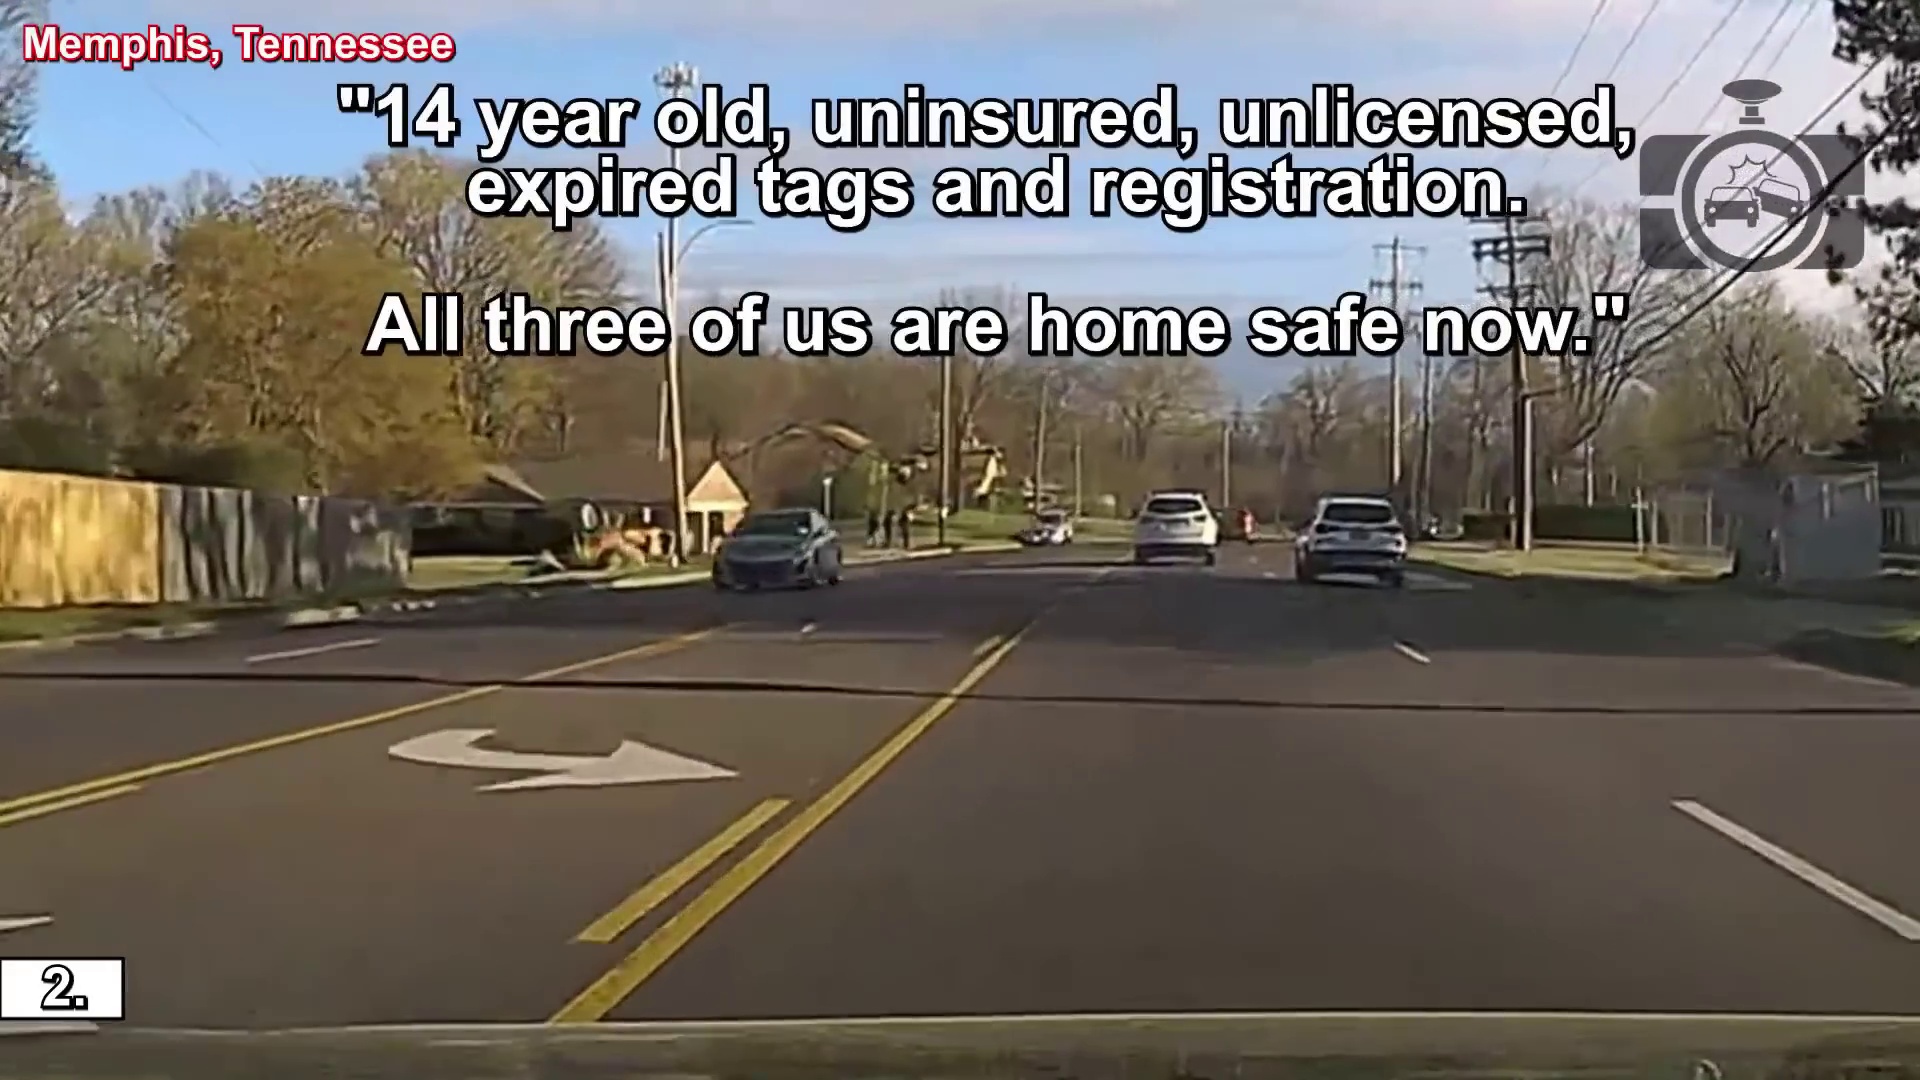 Memphis, Tennessee
"14 year old, uninsured, unlicensed,
expired tags and registration.
All three of us are home safe now."
2.